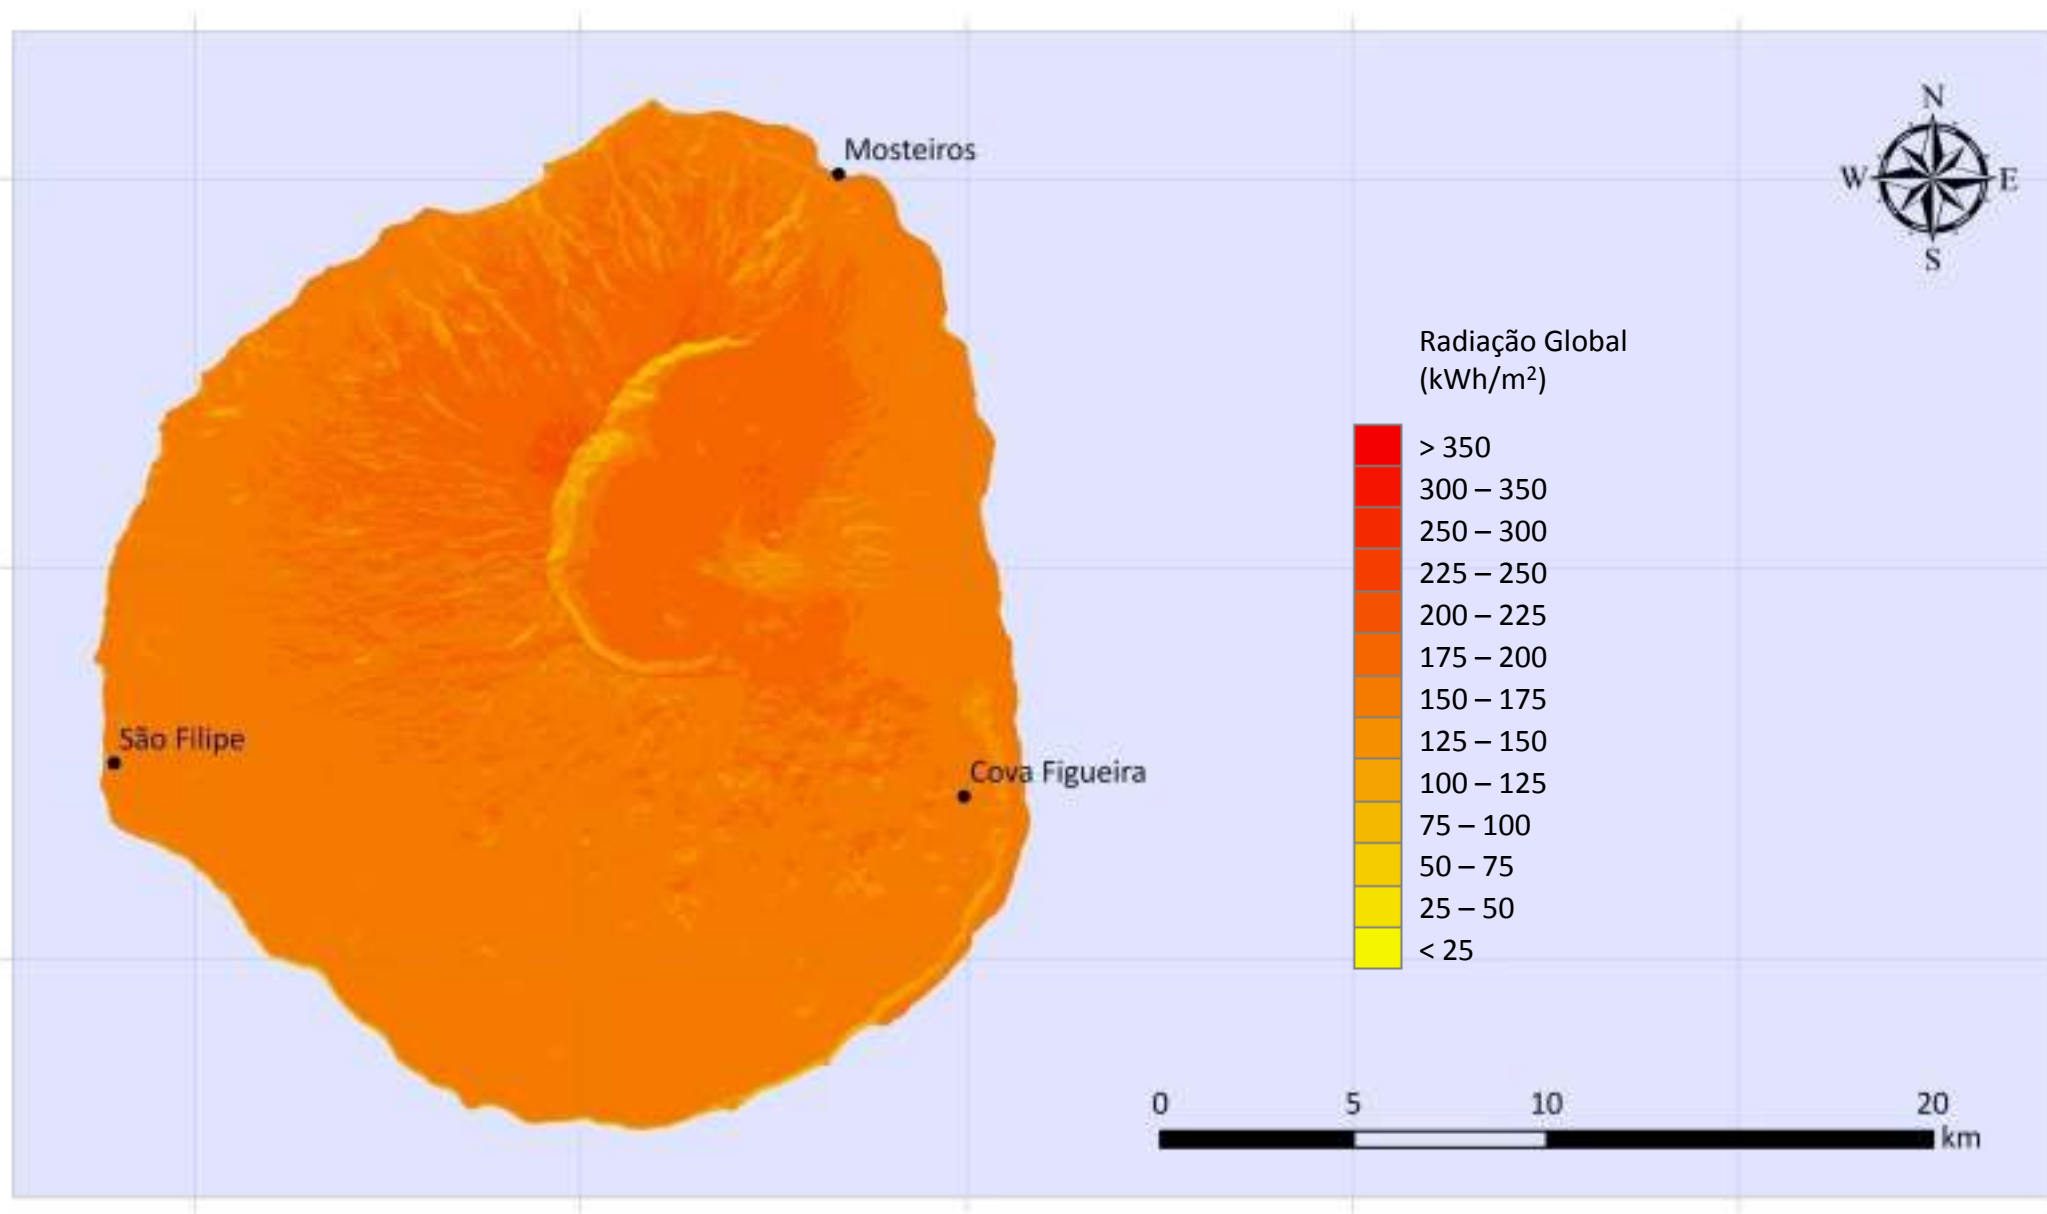 N
W E
S
Mosteiros
São Filipe
Cova Figueira
Radiação Global
(kWh/m²)
> 350
300 – 350
250 – 300
225 – 250
200 – 225
175 – 200
150 – 175
125 – 150
100 – 125
75 – 100
50 – 75
25 – 50
< 25
0 5 10 20
km